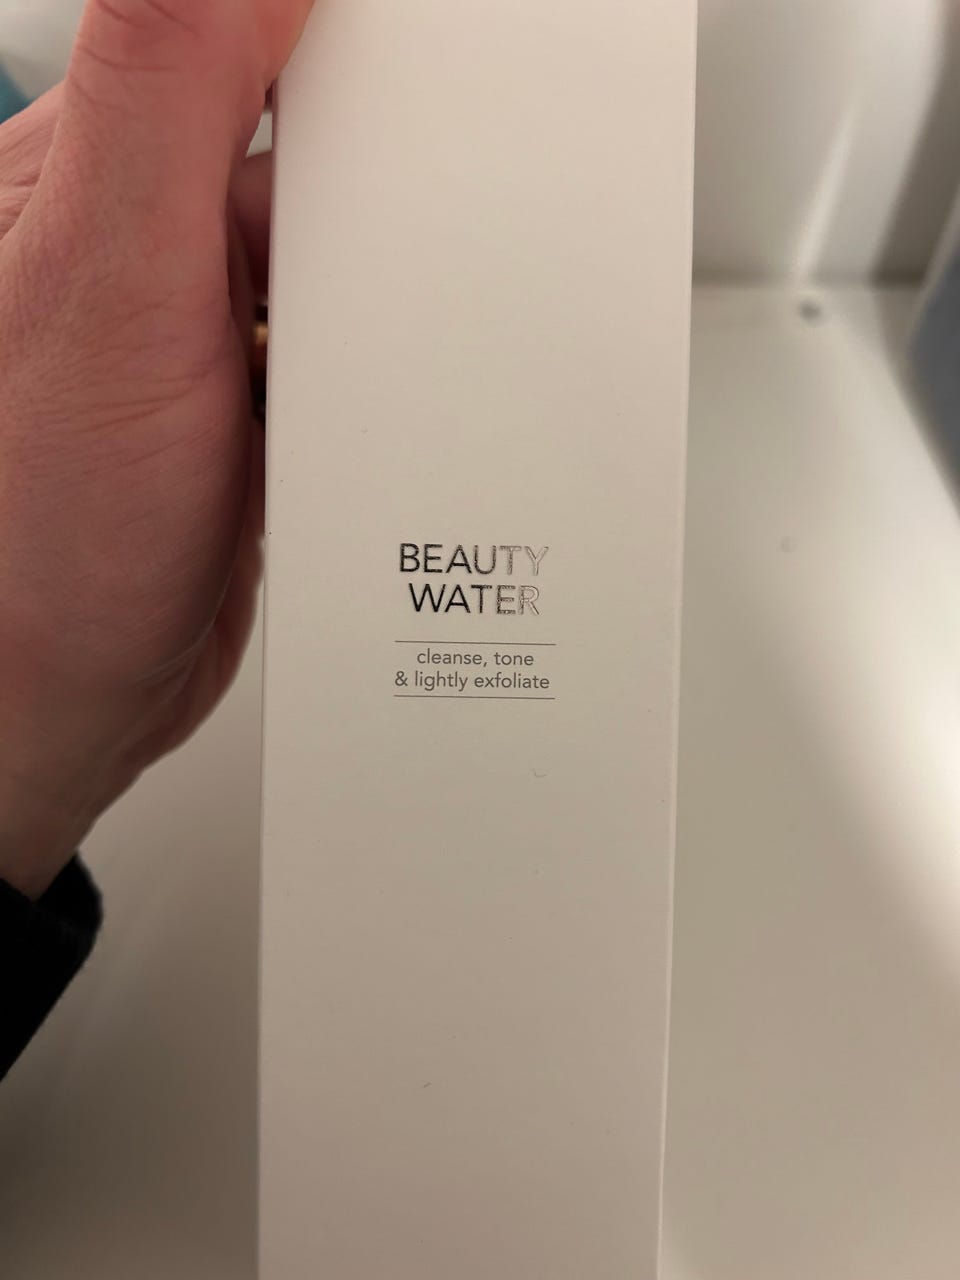 BEAUTY
WATER
cleanse, tone
& lightly exfoliate